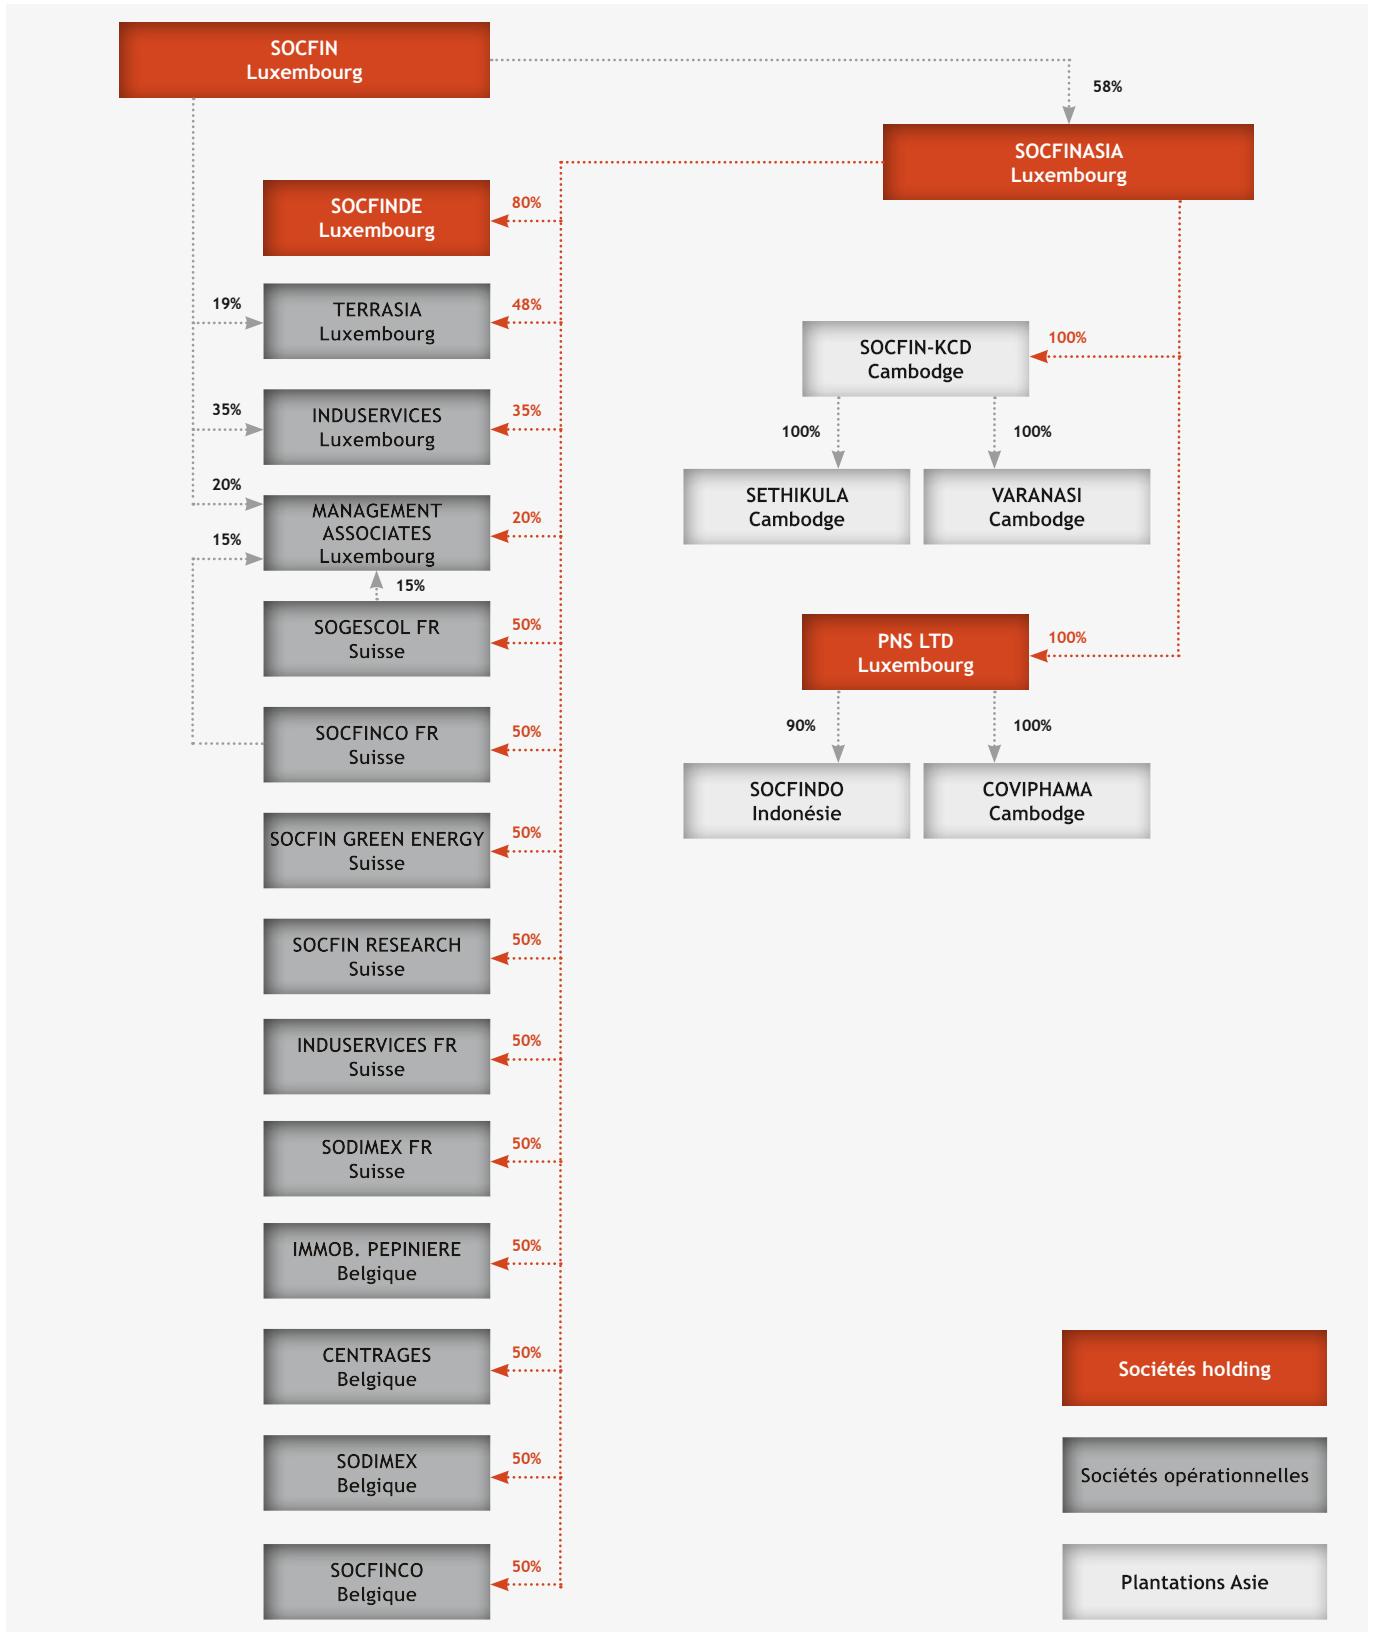 SOCFIN
Luxembourg
58%
SOCFINASIA
Luxembourg
SOCFINDE
Luxembourg
80%
19%
TERRASIA
Luxembourg
48%
35%
INDUSERVICES
Luxembourg
35%
20%
15%
MANAGEMENT
ASSOCIATES
Luxembourg
20%
15%
SOGESCOL FR
Suisse
50%
SOCFINCO FR
Suisse
50%
SOCFIN GREEN ENERGY
Suisse
50%
SOCFIN RESEARCH
Suisse
50%
INDUSERVICES FR
Suisse
50%
SODIMEX FR
Suisse
50%
IMMOB. PEPINIERE
Belgique
50%
CENTRAGES
Belgique
50%
SODIMEX
Belgique
50%
SOCFINCO
Belgique
50%
SOCFIN-KCD
Cambodge
100%
100%
100%
SETHIKULA
Cambodge
VARANASI
Cambodge
PNS LTD
Luxembourg
100%
90%
100%
SOCFINDO
Indonésie
COVIPHAMA
Cambodge
Sociétés holding
Sociétés opérationnelles
Plantations Asie